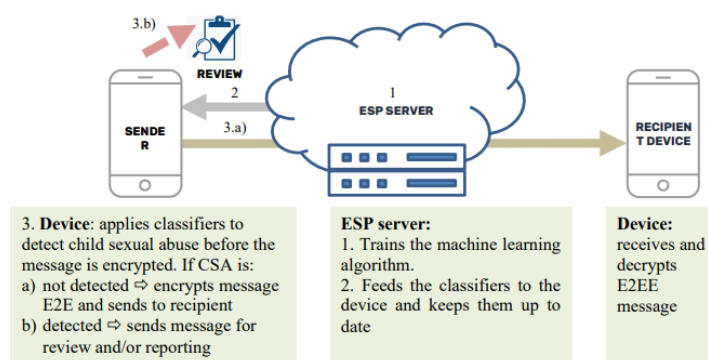 3.b)
REVIEW
2
1
ESP SERVER
SENDE
R
3.a)
RECIPIEN
T DEVICE
3. Device: applies classifiers to
detect child sexual abuse before the
message is encrypted. If CSA is:
a) not detected ⇨ encrypts message
E2E and sends to recipient
b) detected ⇨ sends message for
review and/or reporting
ESP server:
1. Trains the machine learning
algorithm.
2. Feeds the classifiers to the
device and keeps them up to
date
Device:
receives and
decrypts
E2EE
message